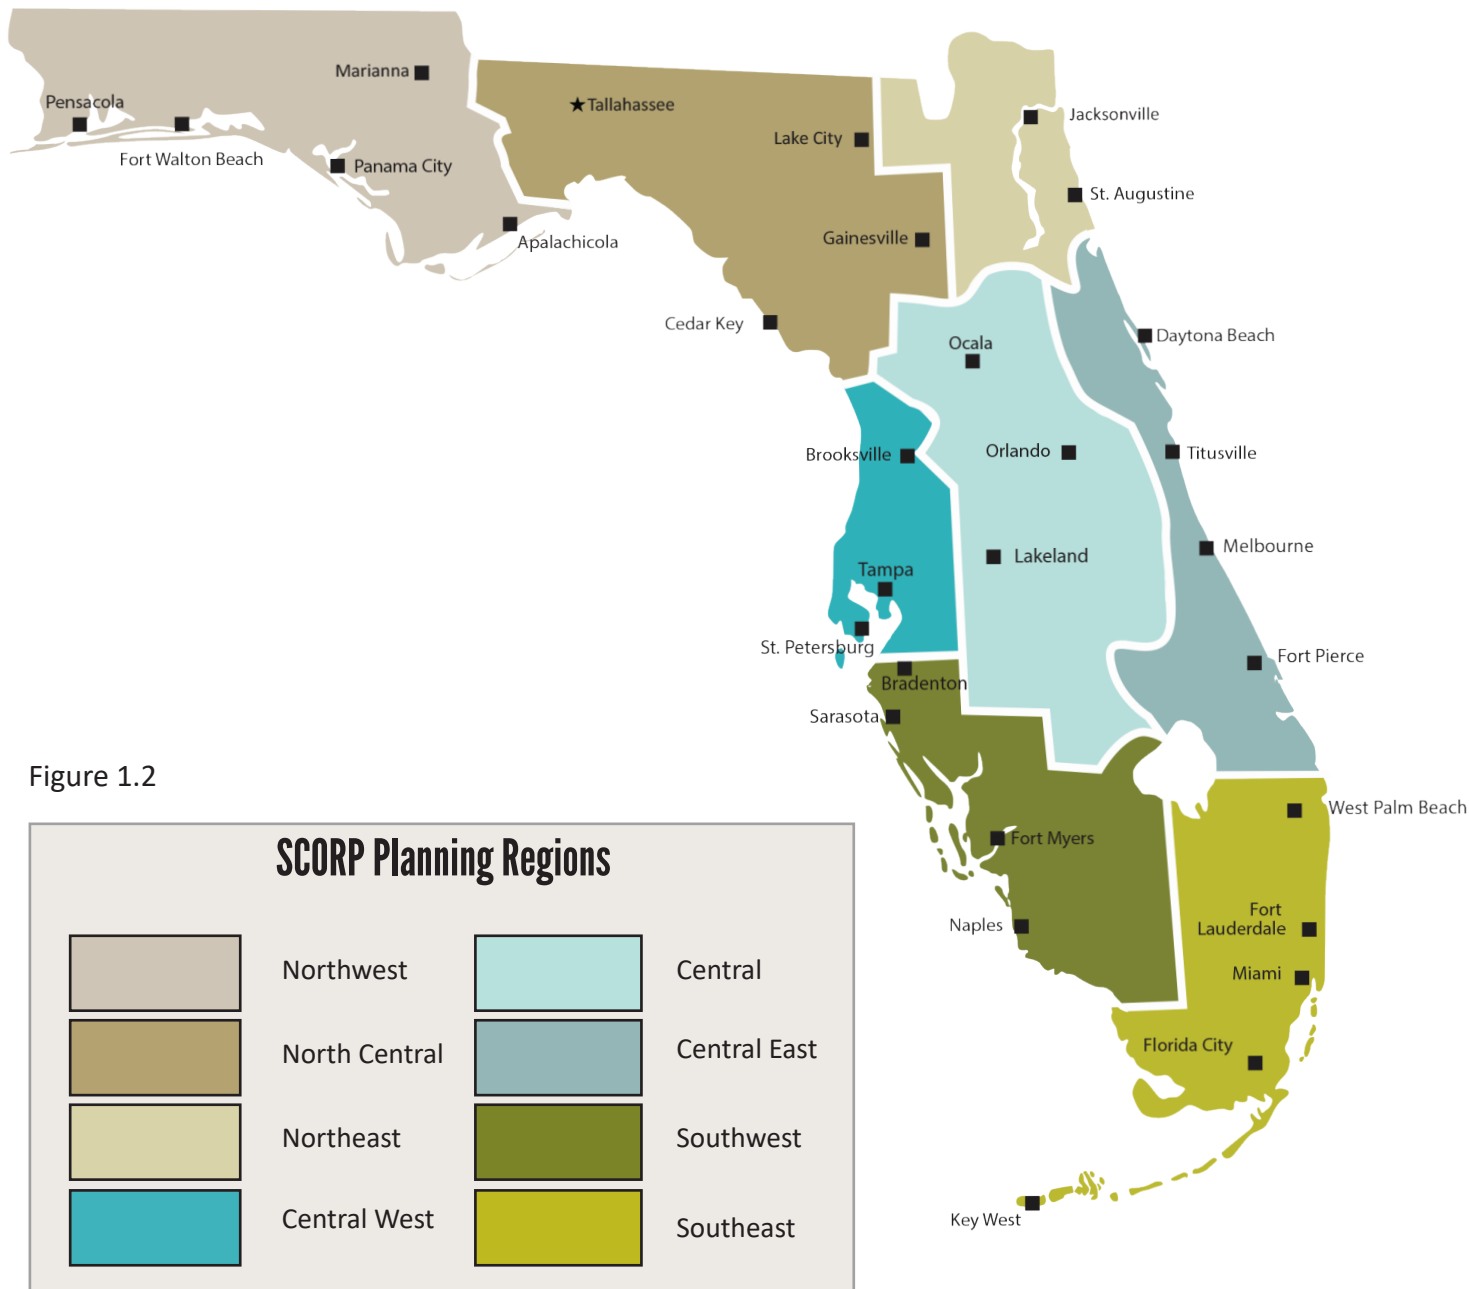 Marianna
Pensacola
★Tallahassee
Jacksonville
Lake City
Fort Walton Beach
Panama City
St. Augustine
Gainesville
Apalachicola
Cedar Key
Daytona Beach
Ocala
Brooksville
Orlando
Titusville
Melbourne
Lakeland
Tampa
St. Petersburg
Fort Pierce
Bradenton
Sarasota
West Palm Beach
Fort Myers
Fort
Lauderdale
Naples
Miami
Florida City
Key West
Figure 1.2
SCORP Planning Regions
Northwest
North Central
Northeast
Central West
Central
Central East
Southwest
Southeast